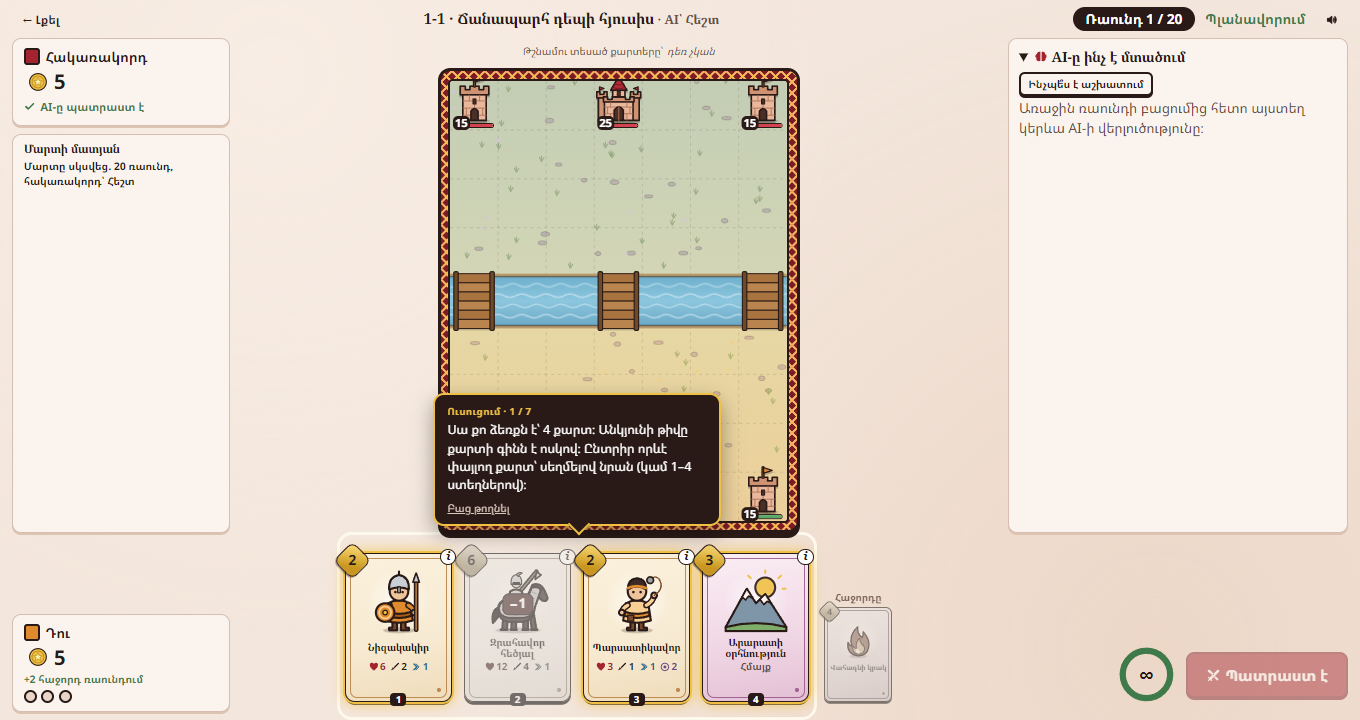 ← Լքել
1-1 · Ճանապարհ դեպի հյուսիս · AI՝ Հեշտ
Ռաունդ 1 / 20
Պլանավորում
Թշնամու տեսած քարտերը՝ դեռ չկան
Հակառակորդ
5
✓ AI-ը պատրաստ է
Մարտի մատյան
Մարտը սկսվեց. 20 ռաունդ,
հակառակորդ՝ Հեշտ
15
25
15
▼ AI-ը ինչ է մտածում
Ինչպե՞ս է աշխատում
Առաջին ռաունդի բացումից հետո այստեղ
կերևա AI-ի վերլուծությունը։
Ուսուցում · 1 / 7
Սա քո ձեռքն է՝ 4 քարտ։ Անկյունի թիվը
քարտի գինն է ոսկով։ Ընտրիր որևէ
փայլող քարտ՝ սեղմելով նրան (կամ 1–4
ստեղներով)։
Բաց թողնել
15
2
i
Նիզակակիր
6 2 1
1
6
i
−1
Զրահավոր
հեծյալ
12 4 1
2
2
i
Պարսատիկավոր
3 1 1 2
3
3
i
Արարատի
օրհնություն
Հմայք
4
Հաջորդը
4
Վահագնի կրակ
Դու
5
+2 հաջորդ ռաունդում
∞
Պատրաստ է